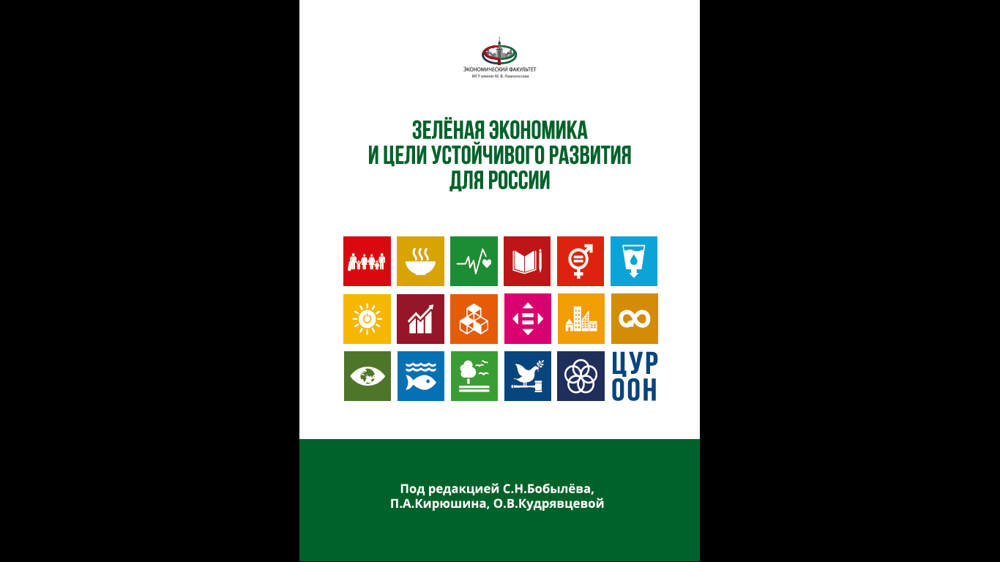 ЭКОНОМИЧЕСКИЙ ФАКУЛЬТЕТ
МГУ имени М. В. Ломоносова
ЗЕЛЁНАЯ ЭКОНОМИКА
И ЦЕЛИ УСТОЙЧИВОГО РАЗВИТИЯ
ДЛЯ РОССИИ
ЦУР
ООН
Под редакцией С.Н.Бобылёва,
П.А.Кирюшина, О.В.Кудрявцевой